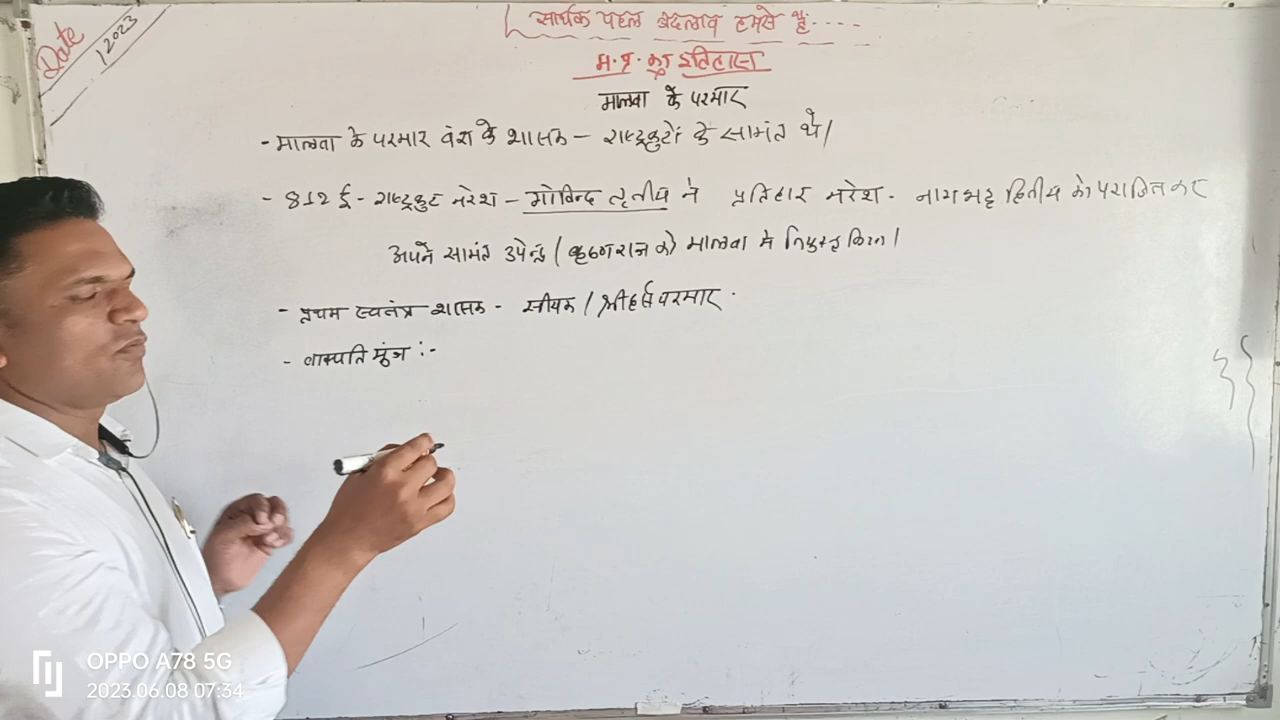 Date
1 2023
सार्थक पहल बदलाव हमसे है....
म.प्र. का इतिहास
मालवा के परमार
- मालवा के परमार वंश के शासक – राष्ट्रकुटों के सामंत थे।
- 812 ई - राष्ट्रकुट नरेश – गोविन्द तृतीय ने प्रतिहार नरेश - नागभट्ट द्वितीय को पराजित कर
अपने सामंत उपेन्द्र / कृष्णराज को मालवा में नियुक्त किया।
- प्रथम स्वतंत्र शासक - सीयक / श्रीहर्ष परमार.
- वाक्पति मुंज :-
OPPO A78 5G
2023.06.08 07:34